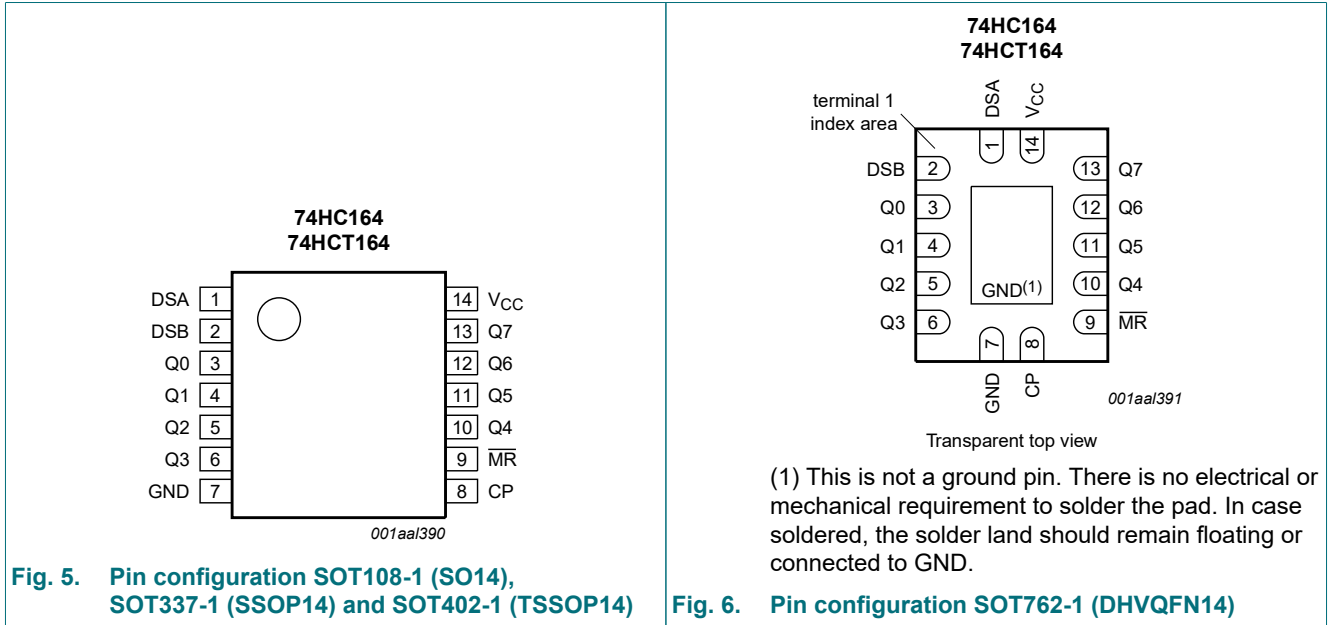 74HC164
74HCT164
DSA 1
DSB 2
Q0 3
Q1 4
Q2 5
Q3 6
GND 7
14 VCC
13 Q7
12 Q6
11 Q5
10 Q4
9 M̅R̅
8 CP
001aal390
Fig. 5. Pin configuration SOT108-1 (SO14),
SOT337-1 (SSOP14) and SOT402-1 (TSSOP14)
74HC164
74HCT164
terminal 1
index area
DSA
VCC
1
14
DSB 2
Q0 3
Q1 4
Q2 5
Q3 6
13 Q7
12 Q6
11 Q5
10 Q4
9 M̅R̅
GND(1)
7
8
GND
CP
001aal391
Transparent top view
(1) This is not a ground pin. There is no electrical or
mechanical requirement to solder the pad. In case
soldered, the solder land should remain floating or
connected to GND.
Fig. 6. Pin configuration SOT762-1 (DHVQFN14)